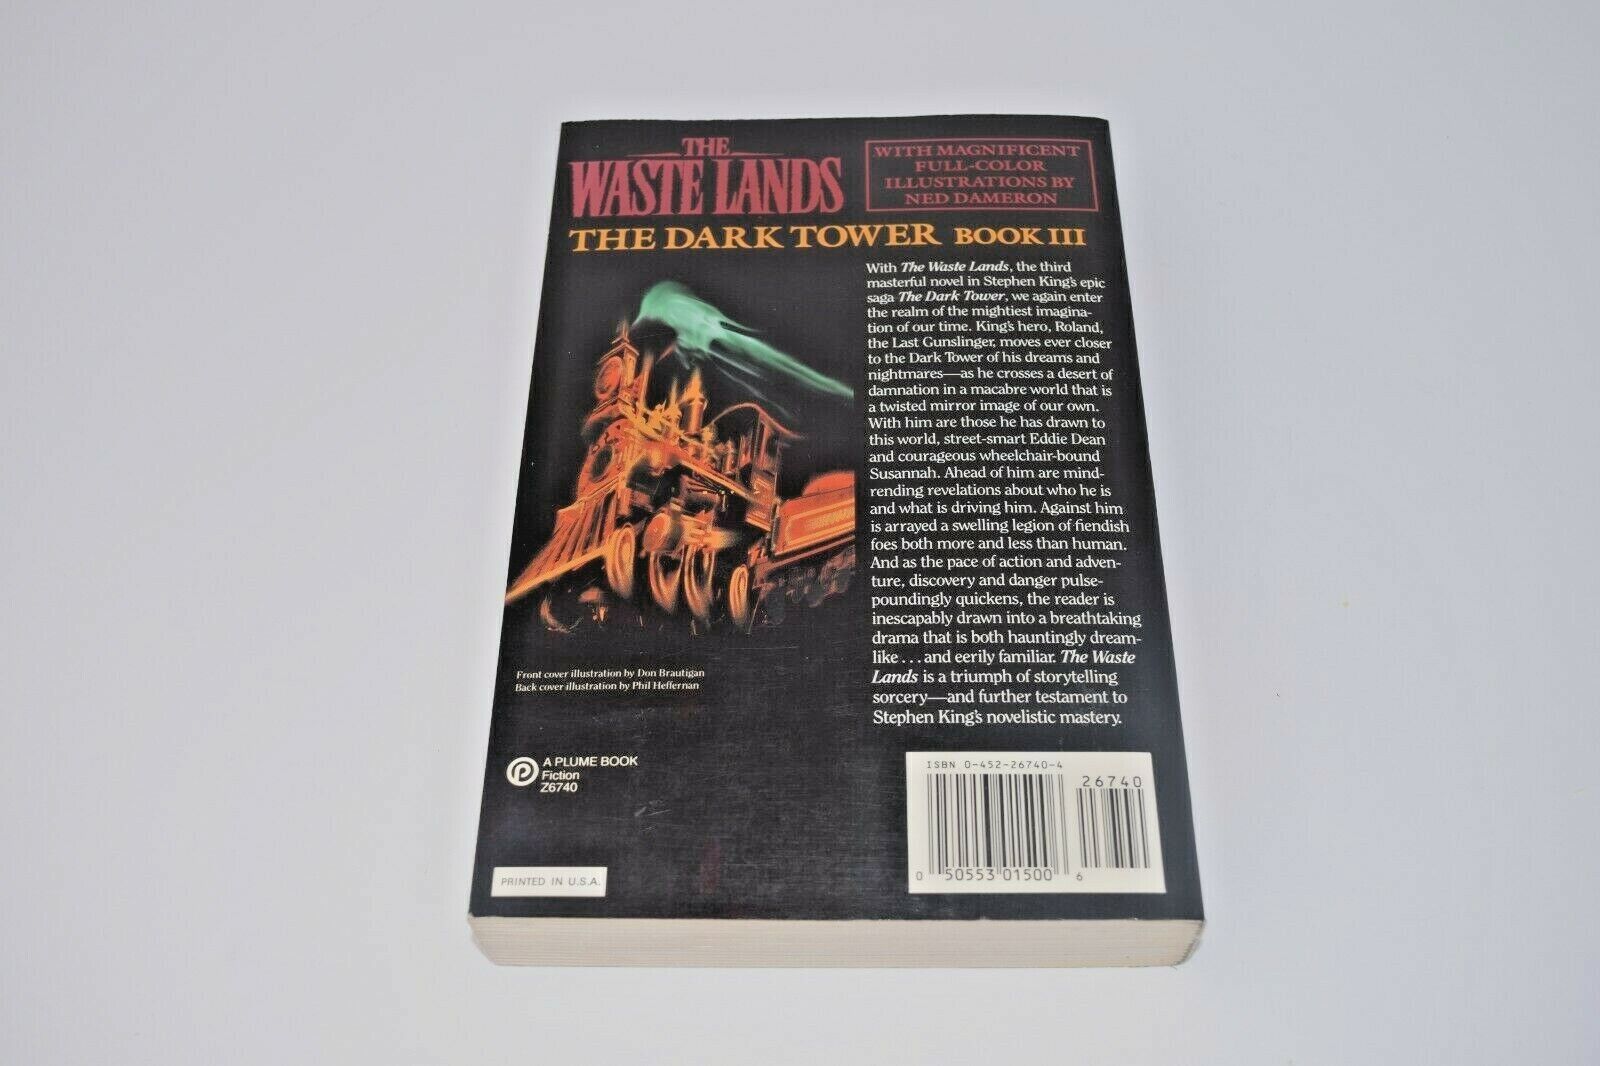 THE
WASTE LANDS
WITH MAGNIFICENT
FULL-COLOR
ILLUSTRATIONS BY
NED DAMERON
THE DARK TOWER BOOK III
With The Waste Lands, the third
masterful novel in Stephen King's epic
saga The Dark Tower, we again enter
the realm of the mightiest imagina-
tion of our time. King's hero, Roland,
the Last Gunslinger, moves ever closer
to the Dark Tower of his dreams and
nightmares—as he crosses a desert of
damnation in a macabre world that is
a twisted mirror image of our own.
With him are those he has drawn to
this world, street-smart Eddie Dean
and courageous wheelchair-bound
Susannah. Ahead of him are mind-
rending revelations about who he is
and what is driving him. Against him
is arrayed a swelling legion of fiendish
foes both more and less than human.
And as the pace of action and adven-
ture, discovery and danger pulse-
poundingly quickens, the reader is
inescapably drawn into a breathtaking
drama that is both hauntingly dream-
like...and eerily familiar. The Waste
Lands is a triumph of storytelling
sorcery—and further testament to
Stephen King's novelistic mastery.
Front cover illustration by Don Brautigan
Back cover illustration by Phil Heffernan
A PLUME BOOK
Fiction
Z6740
PRINTED IN U.S.A.
ISBN 0-452-26740-4
26740
0 50553 01500 6